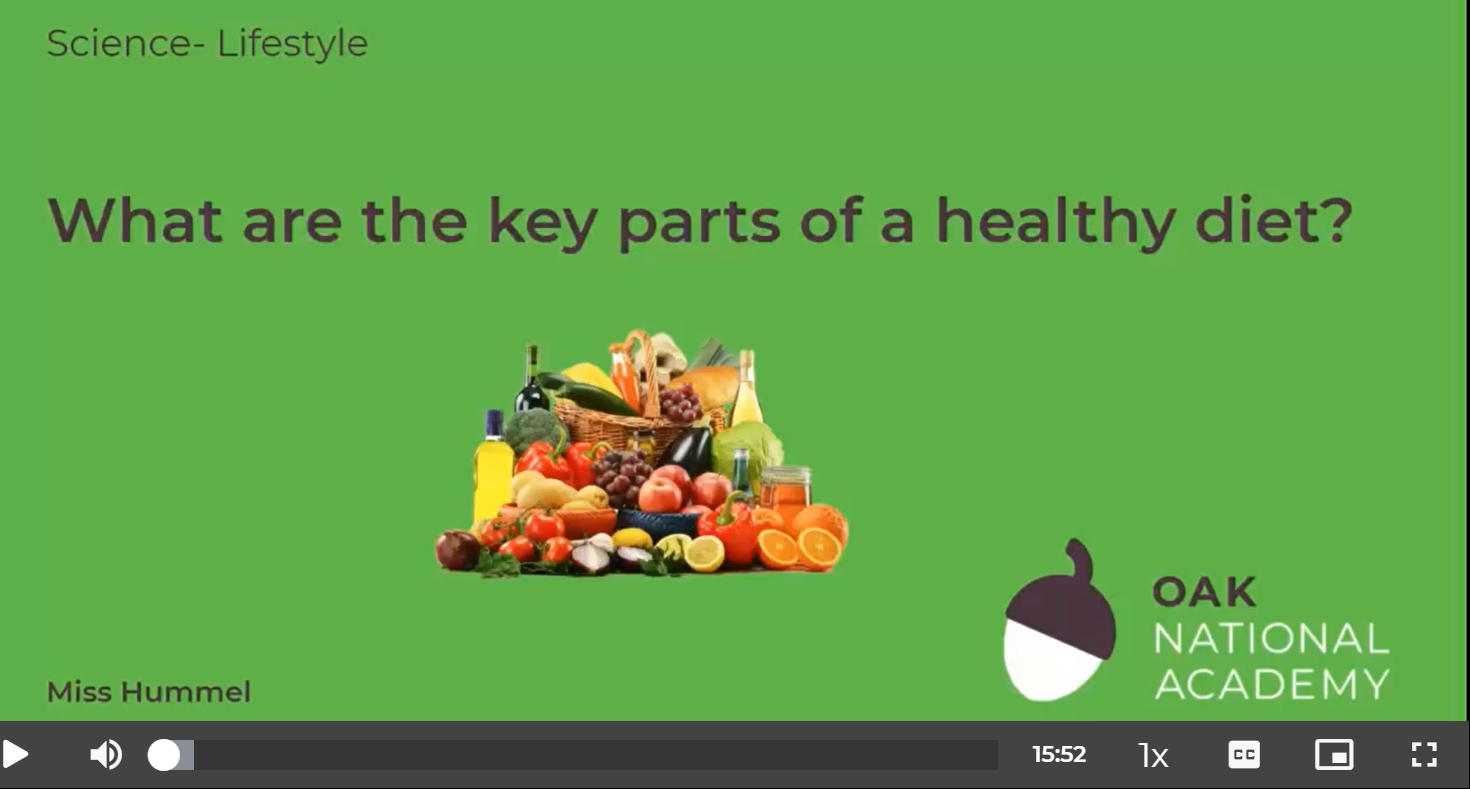 Science- Lifestyle
What are the key parts of a healthy diet?
Miss Hummel
OAK
NATIONAL
ACADEMY
15:52
1x
CC